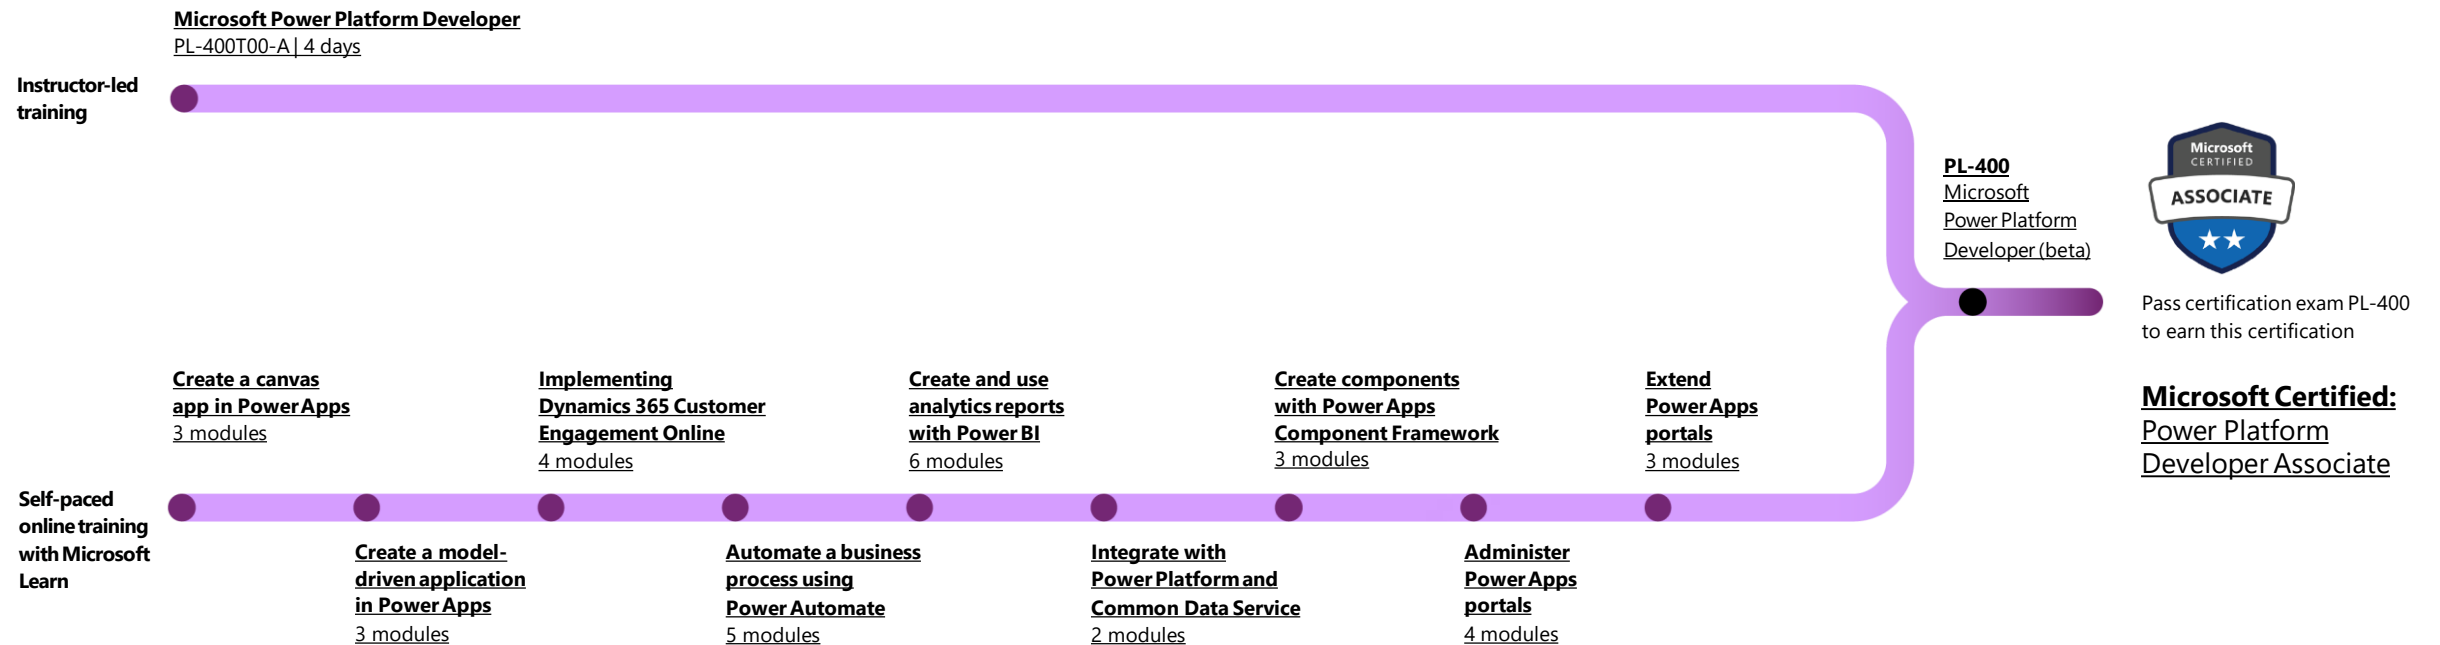 Microsoft Power Platform Developer
PL-400T00-A | 4 days
Instructor-led
training
Microsoft
CERTIFIED
ASSOCIATE
PL-400
Microsoft
Power Platform
Developer (beta)
Pass certification exam PL-400
to earn this certification
Microsoft Certified:
Power Platform
Developer Associate
Create a canvas
app in Power Apps
3 modules
Implementing
Dynamics 365 Customer
Engagement Online
4 modules
Create and use
analytics reports
with Power BI
6 modules
Create components
with Power Apps
Component Framework
3 modules
Extend
Power Apps
portals
3 modules
Self-paced
online training
with Microsoft
Learn
Create a model-
driven application
in Power Apps
3 modules
Automate a business
process using
Power Automate
5 modules
Integrate with
Power Platform and
Common Data Service
2 modules
Administer
Power Apps
portals
4 modules